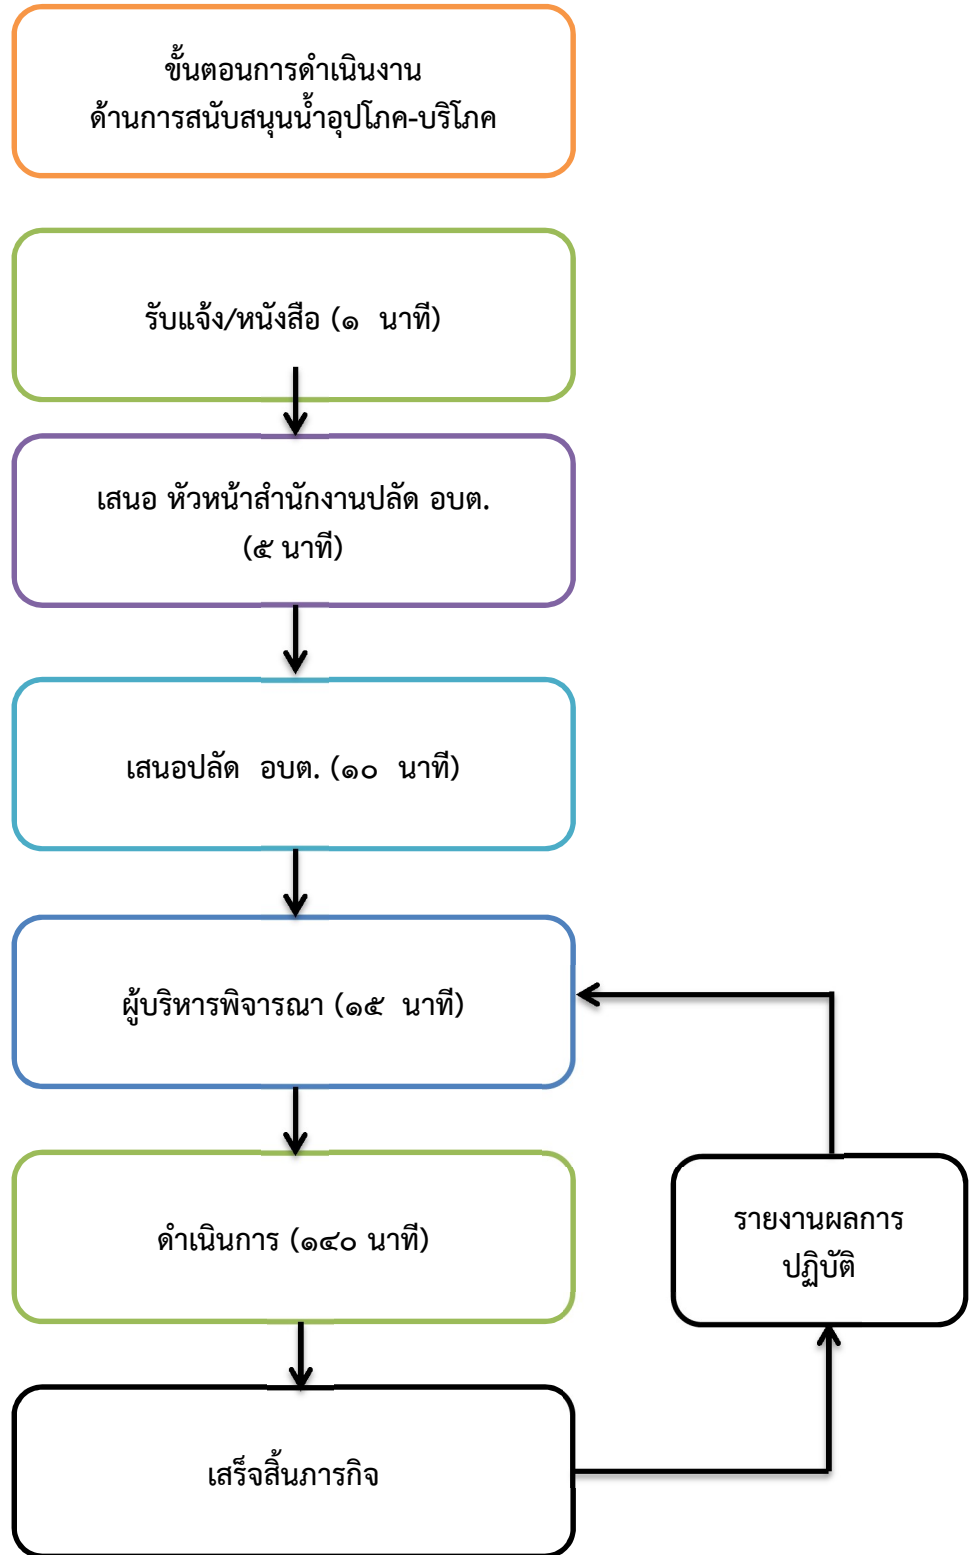 ขั้นตอนการดำเนินงาน
ด้านการสนับสนุนน้ำอุปโภค-บริโภค
รับแจ้ง/หนังสือ (๑ นาที)
เสนอ หัวหน้าสำนักงานปลัด อบต.
(๕ นาที)
เสนอปลัด อบต. (๑๐ นาที)
ผู้บริหารพิจารณา (๑๕ นาที)
ดำเนินการ (๑๔๐ นาที)
รายงานผลการ
ปฏิบัติ
เสร็จสิ้นภารกิจ